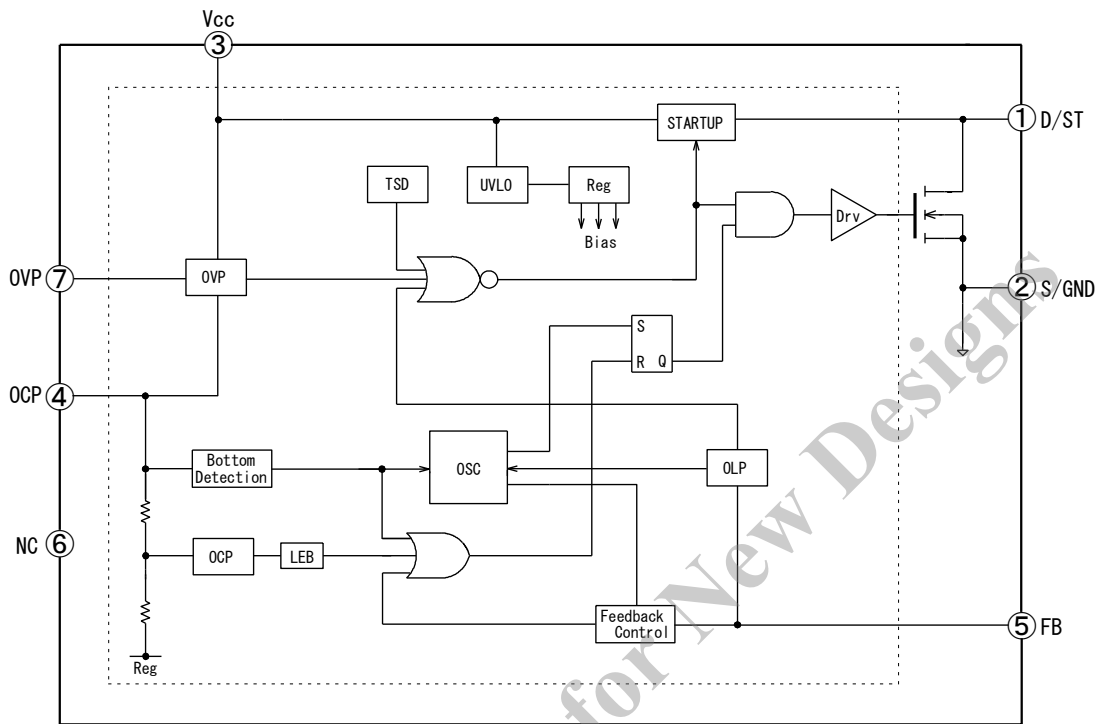 Vcc
③
STARTUP
① D/ST
TSD
UVLO
Reg
Bias
Drv
OVP ⑦
OVP
② S/GND
S
R Q
OCP ④
Bottom
Detection
OSC
OLP
NC ⑥
OCP
LEB
Feedback
Control
⑤ FB
Reg
for New Designs